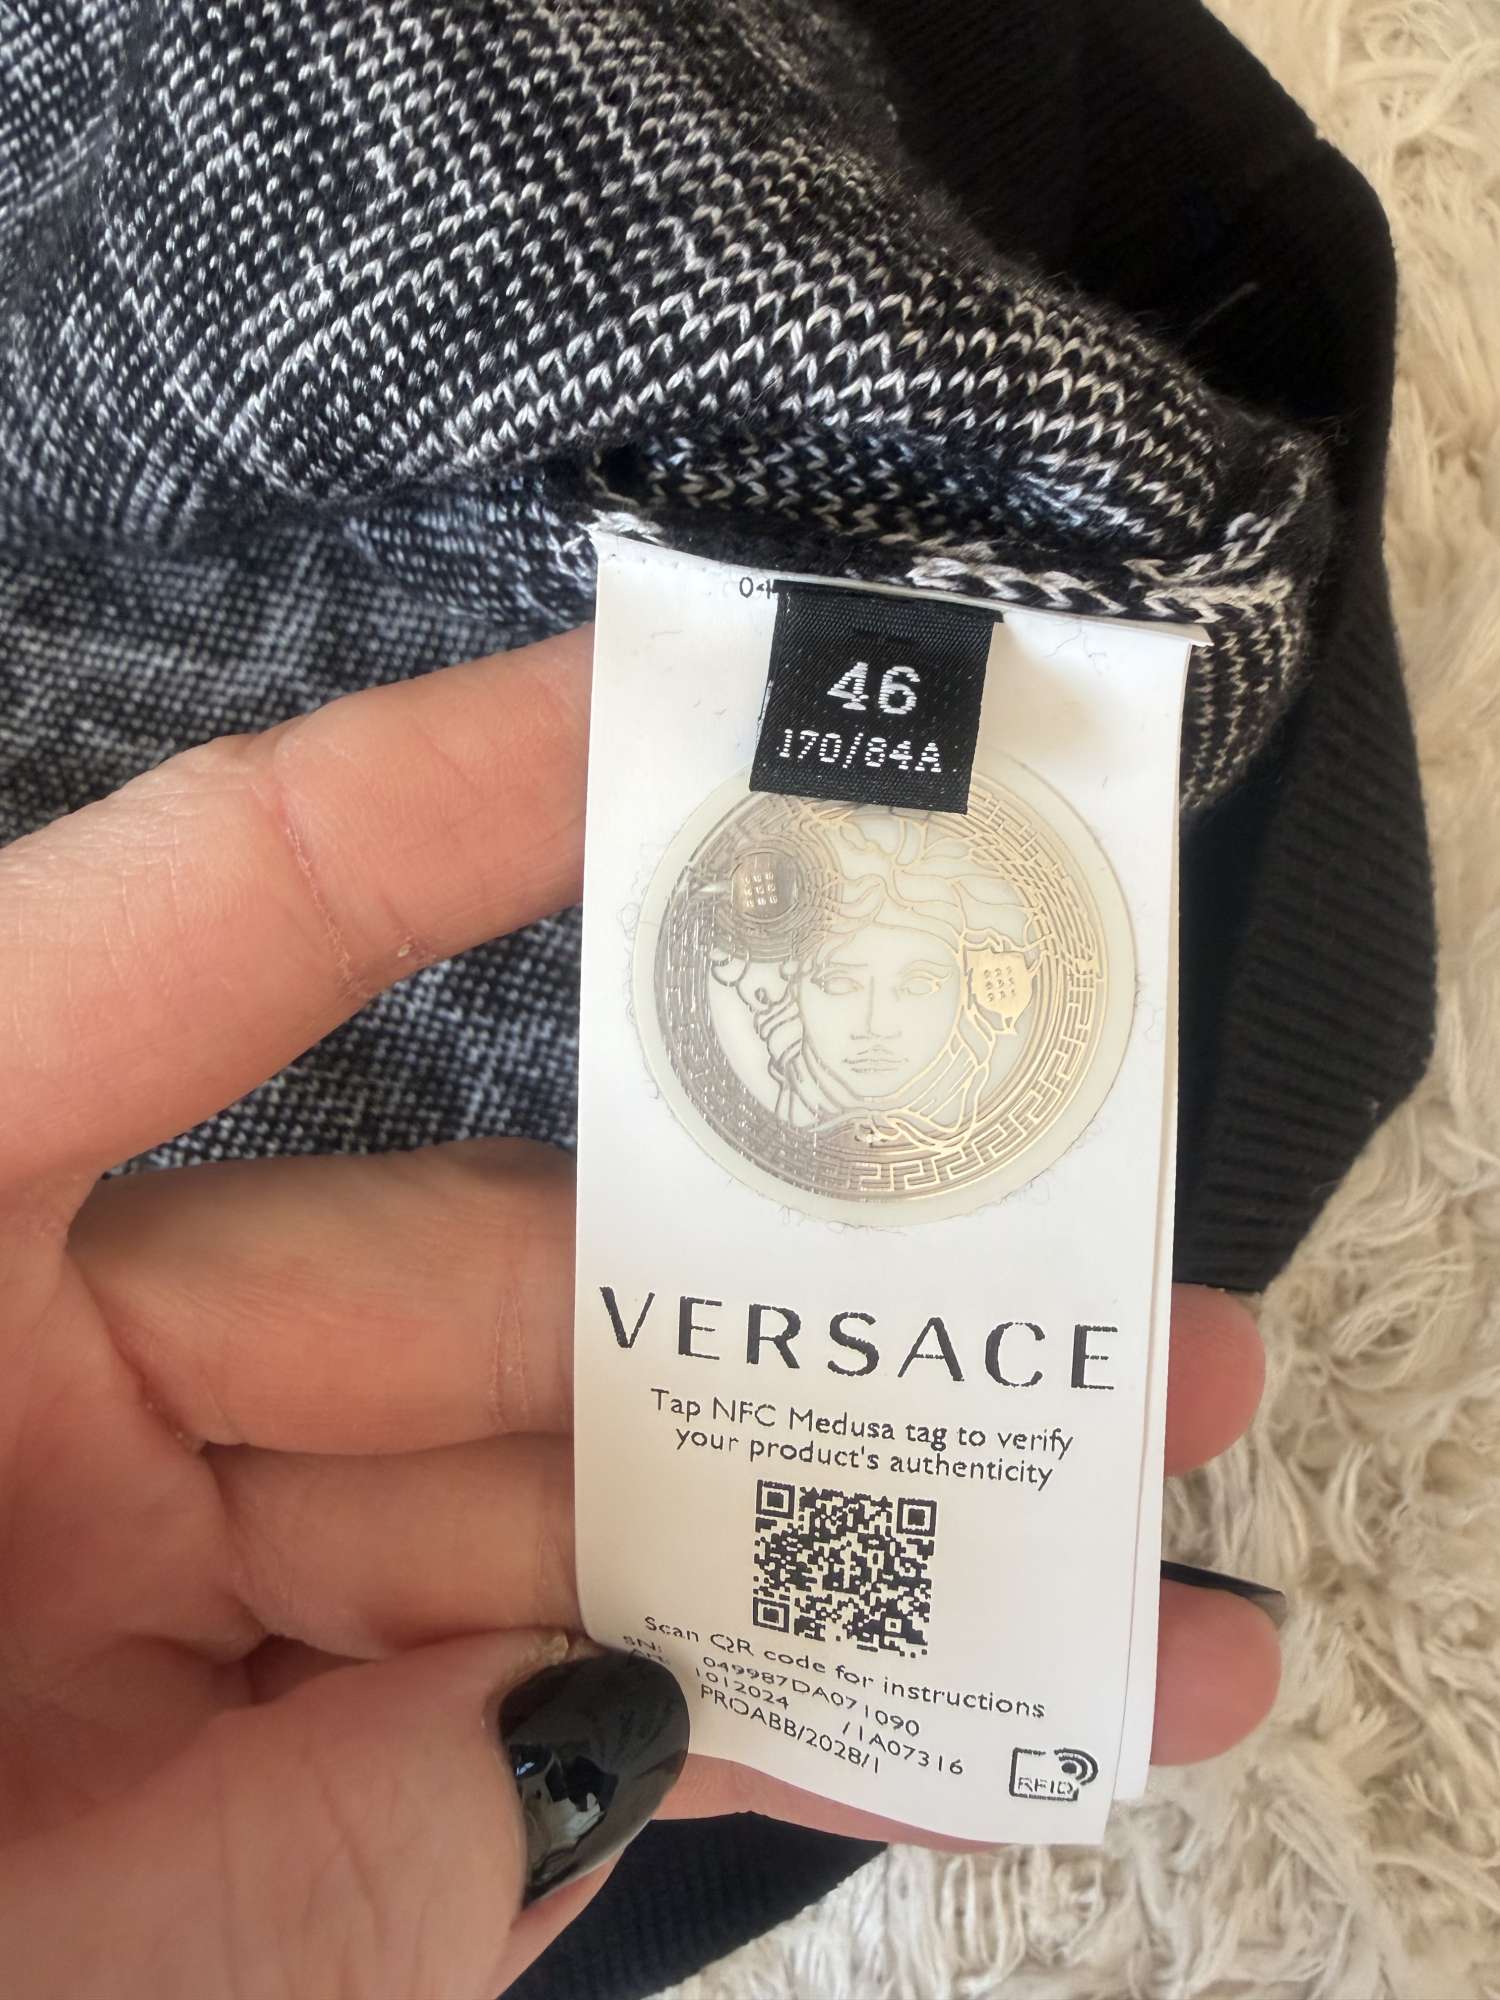 46
170/84A
VERSACE
Tap NFC Medusa tag to verify
your product's authenticity
Scan QR code for instructions
SN: 049987DA071090
1012024 /1A07316
PROABB/2028/1
RFID